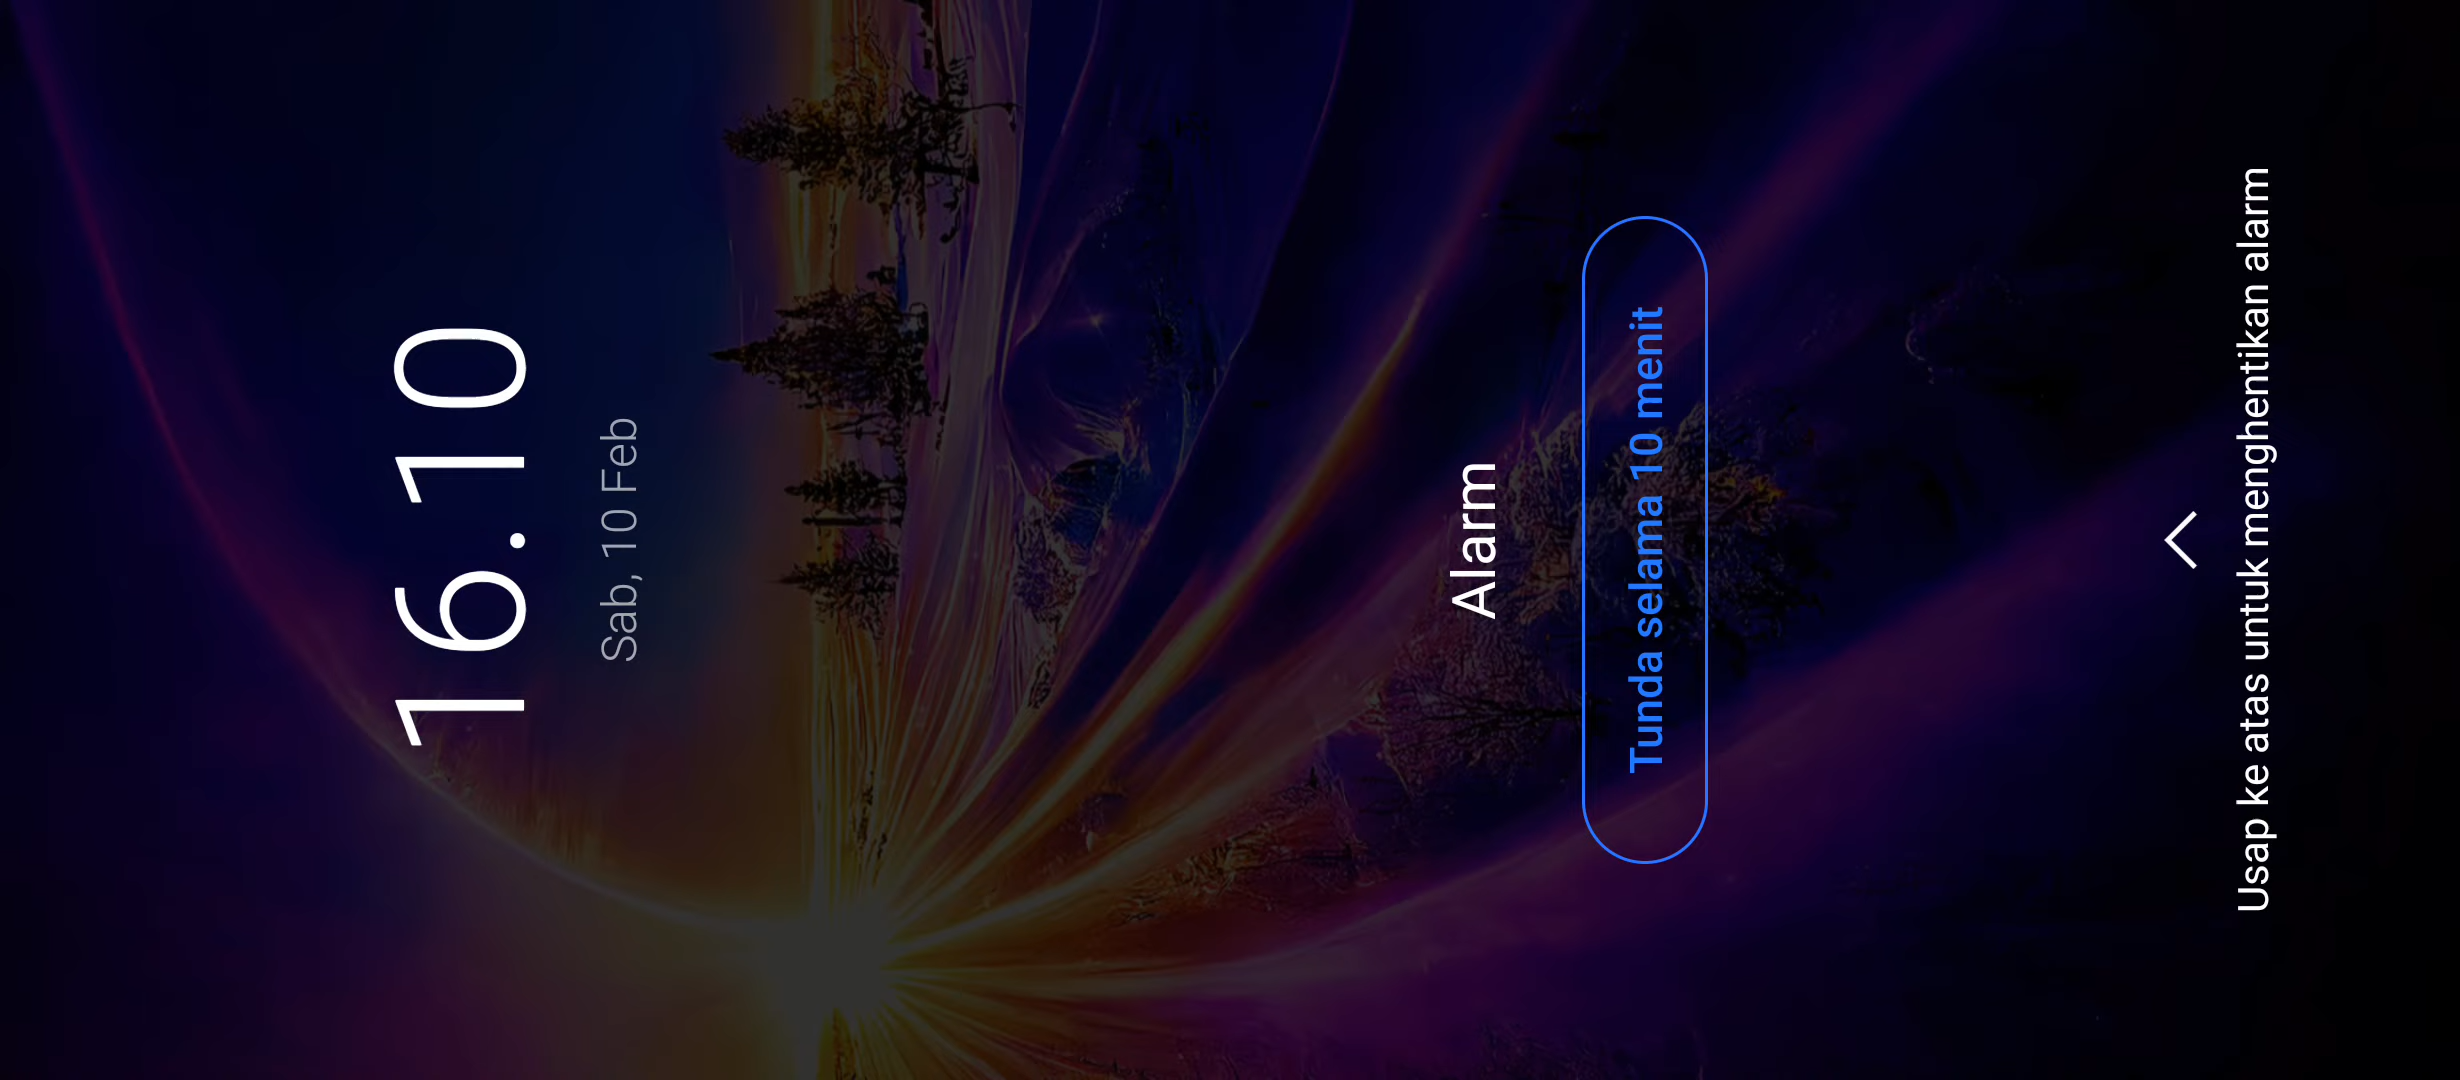 16.10
Sab, 10 Feb
Alarm
Tunda selama 10 menit
Usap ke atas untuk menghentikan alarm